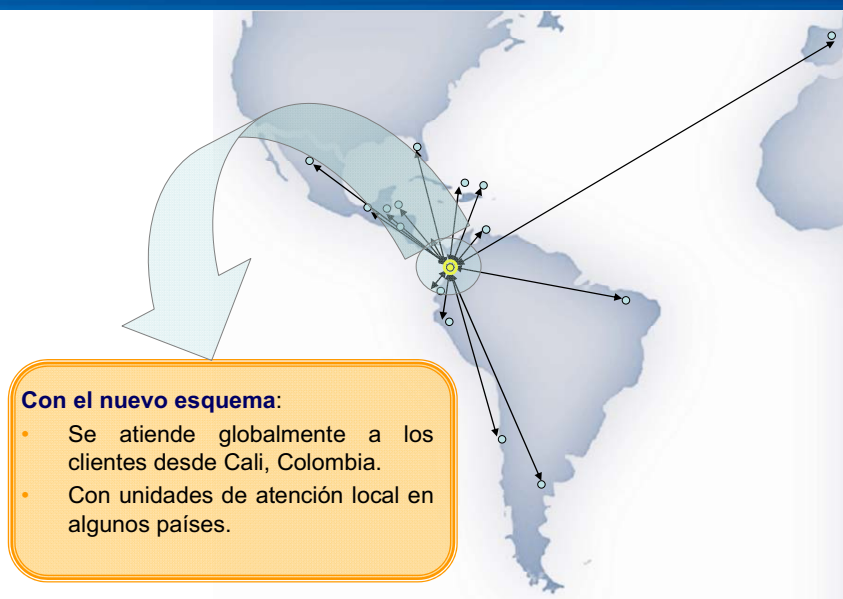 Con el nuevo esquema:
• Se atiende globalmente a los
clientes desde Cali, Colombia.
• Con unidades de atención local en
algunos países.